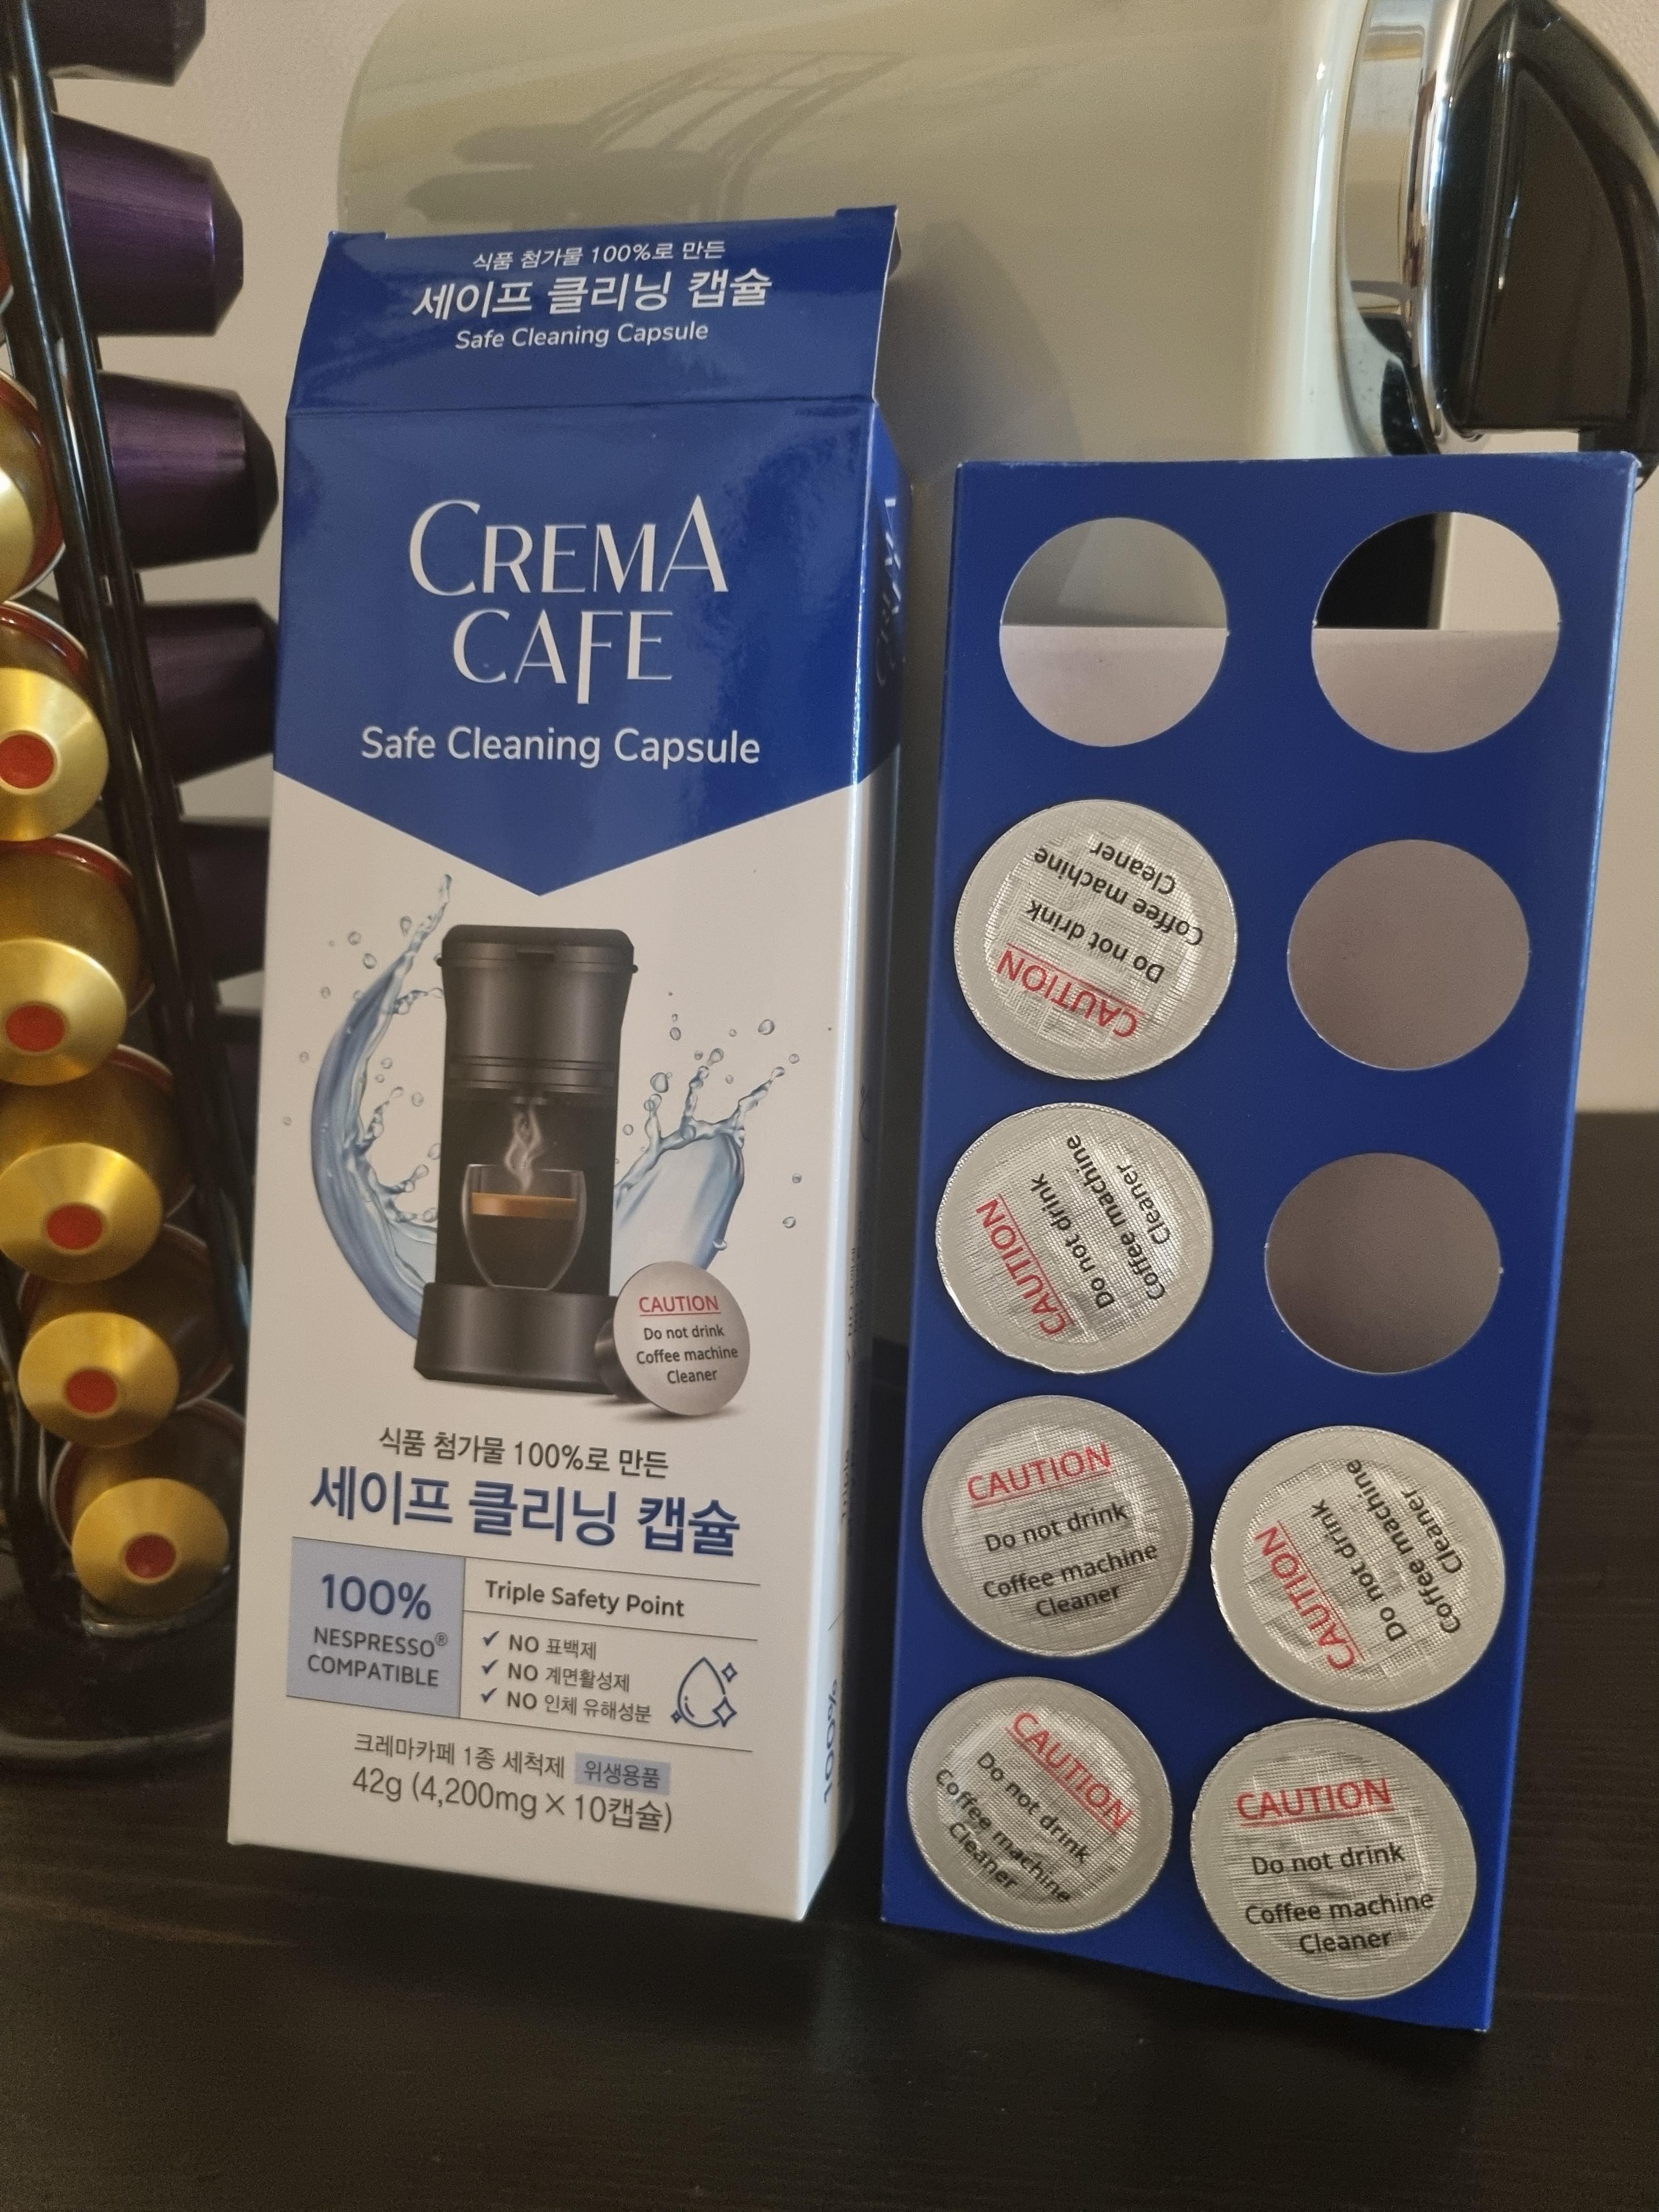 식품 첨가물 100%로 만든
세이프 클리닝 캡슐
Safe Cleaning Capsule
CREMA
CAFE
Safe Cleaning Capsule
CAUTION
Do not drink
Coffee machine
Cleaner
식품 첨가물 100%로 만든
세이프 클리닝 캡슐
100%
NESPRESSO®
COMPATIBLE
Triple Safety Point
✓ NO 표백제
✓ NO 계면활성제
✓ NO 인체 유해성분
크레마카페 1종 세척제 위생용품
42g (4,200mg X 10캡슐)
100%
CAUTION
Do not drink
Coffee machine
Cleaner
CAUTION
Do not drink
Coffee machine
Cleaner
CAUTION
Do not drink
Coffee machine
Cleaner
CAUTION
Do not drink
Coffee machine
Cleaner
CAUTION
Do not drink
Coffee machine
Cleaner
CAUTION
Do not drink
Coffee machine
Cleaner